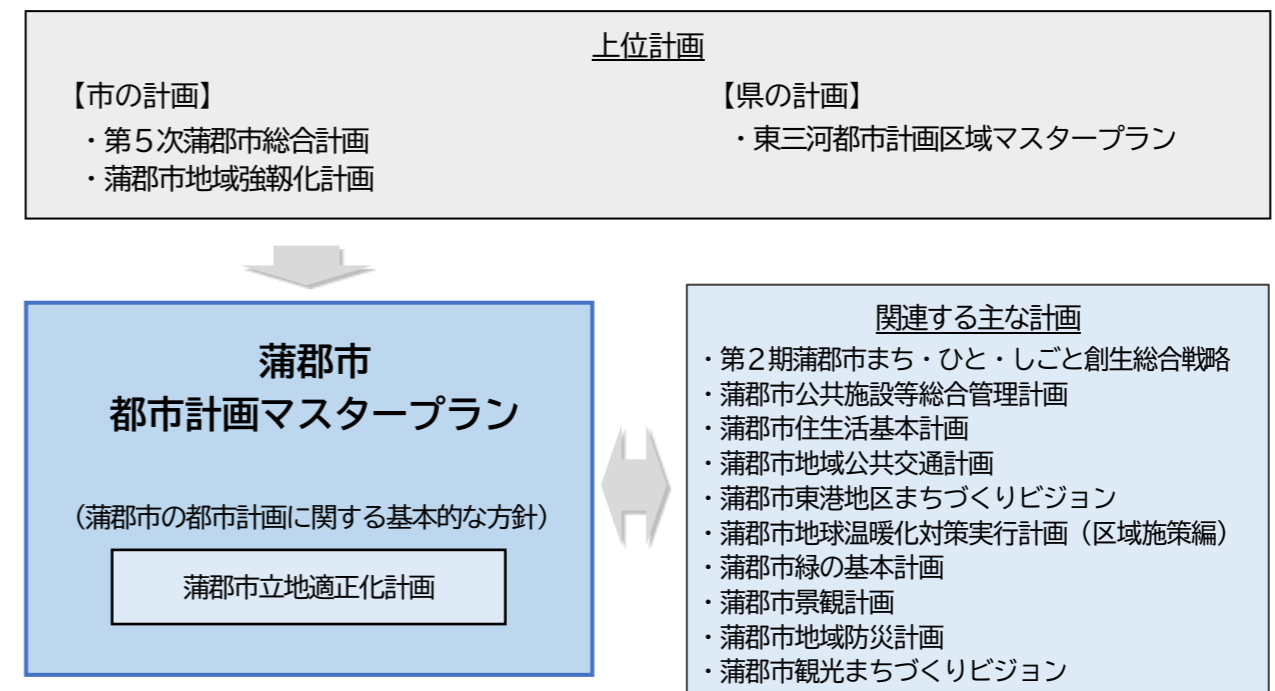 上位計画
【市の計画】
・第５次蒲郡市総合計画
・蒲郡市地域強靱化計画
【県の計画】
・東三河都市計画区域マスタープラン
蒲郡市
都市計画マスタープラン
（蒲郡市の都市計画に関する基本的な方針）
蒲郡市立地適正化計画
関連する主な計画
・第２期蒲郡市まち・ひと・しごと創生総合戦略
・蒲郡市公共施設等総合管理計画
・蒲郡市住生活基本計画
・蒲郡市地域公共交通計画
・蒲郡市東港地区まちづくりビジョン
・蒲郡市地球温暖化対策実行計画（区域施策編）
・蒲郡市緑の基本計画
・蒲郡市景観計画
・蒲郡市地域防災計画
・蒲郡市観光まちづくりビジョン